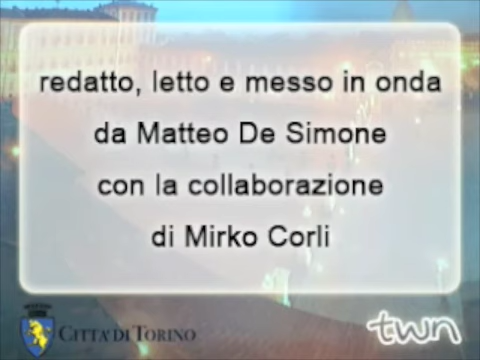 redatto, letto e messo in onda
da Matteo De Simone
con la collaborazione
di Mirko Corli
CITTÀ DI TORINO
twn